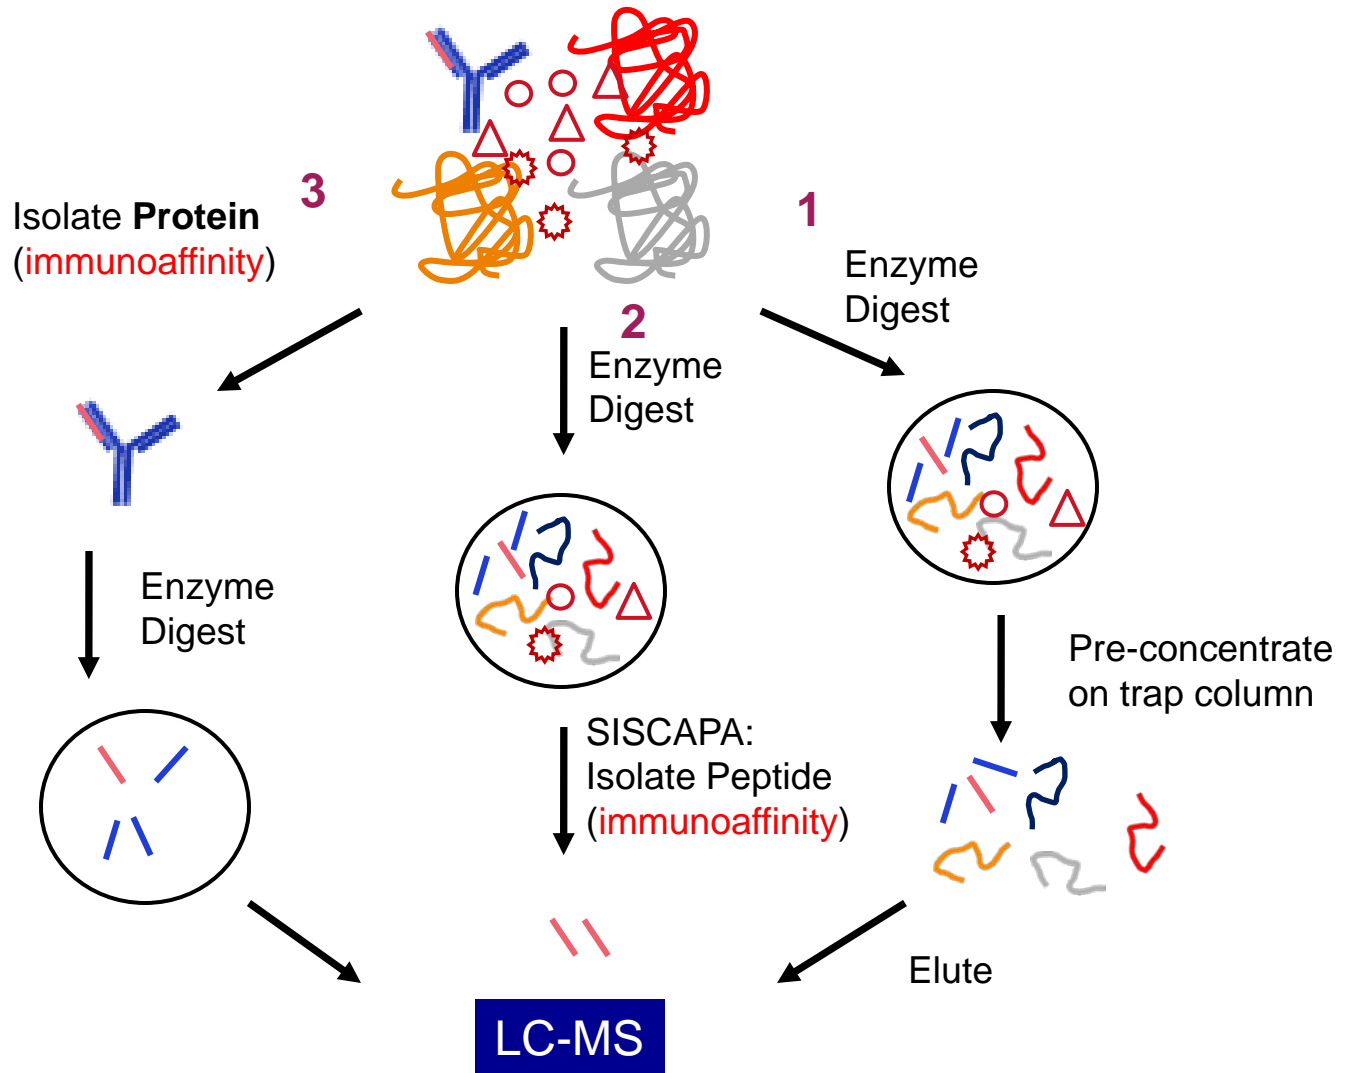 3
Isolate Protein
(immunoaffinity)
1
Enzyme
Digest
2
Enzyme
Digest
Enzyme
Digest
Pre-concentrate
on trap column
SISCAPA:
Isolate Peptide
(immunoaffinity)
Elute
LC-MS